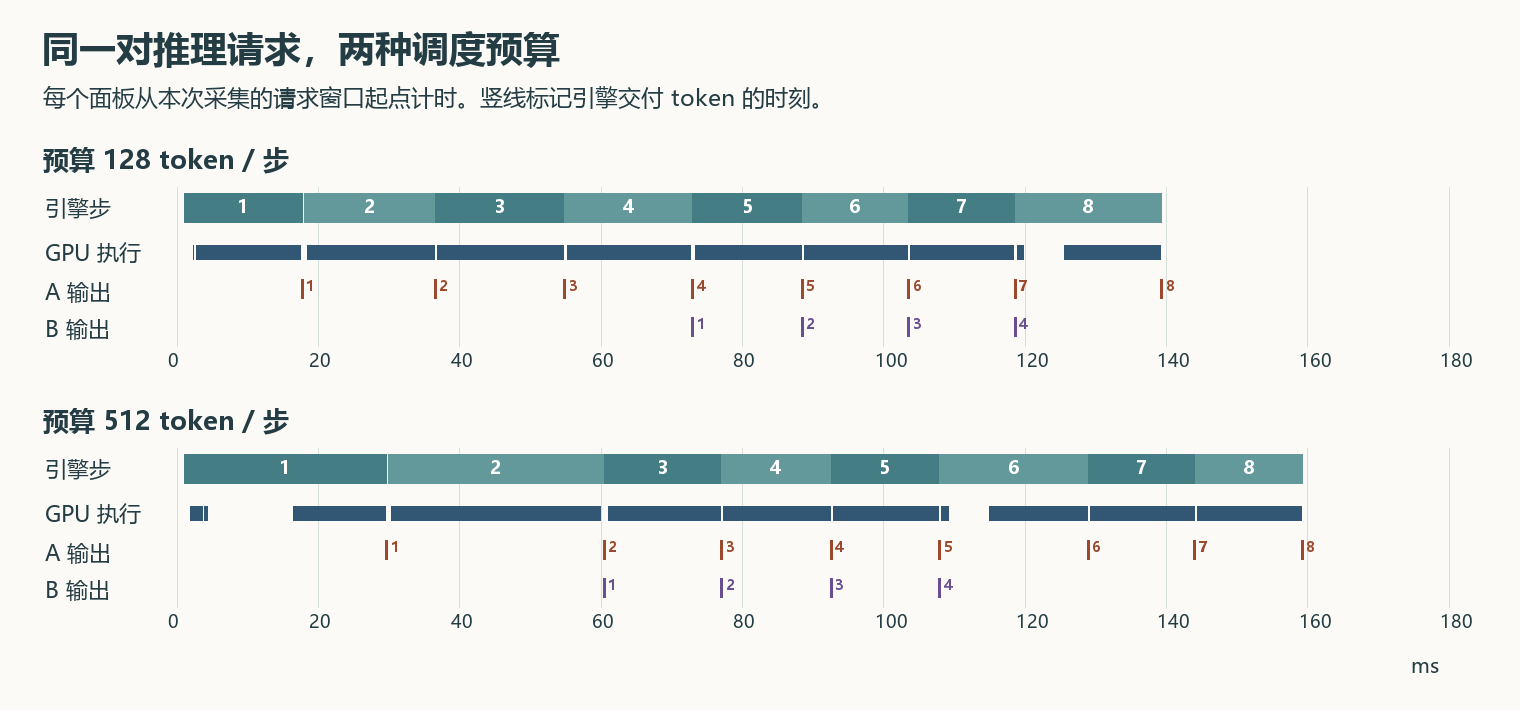 同一对推理请求，两种调度预算
每个面板从本次采集的请求窗口起点计时。竖线标记引擎交付 token 的时刻。
预算 128 token / 步
引擎步 1 2 3 4 5 6 7 8
GPU 执行
A 输出 1 2 3 4 5 6 7 8
B 输出 1 2 3 4
0 20 40 60 80 100 120 140 160 180
预算 512 token / 步
引擎步 1 2 3 4 5 6 7 8
GPU 执行
A 输出 1 2 3 4 5 6 7 8
B 输出 1 2 3 4
0 20 40 60 80 100 120 140 160 180
ms